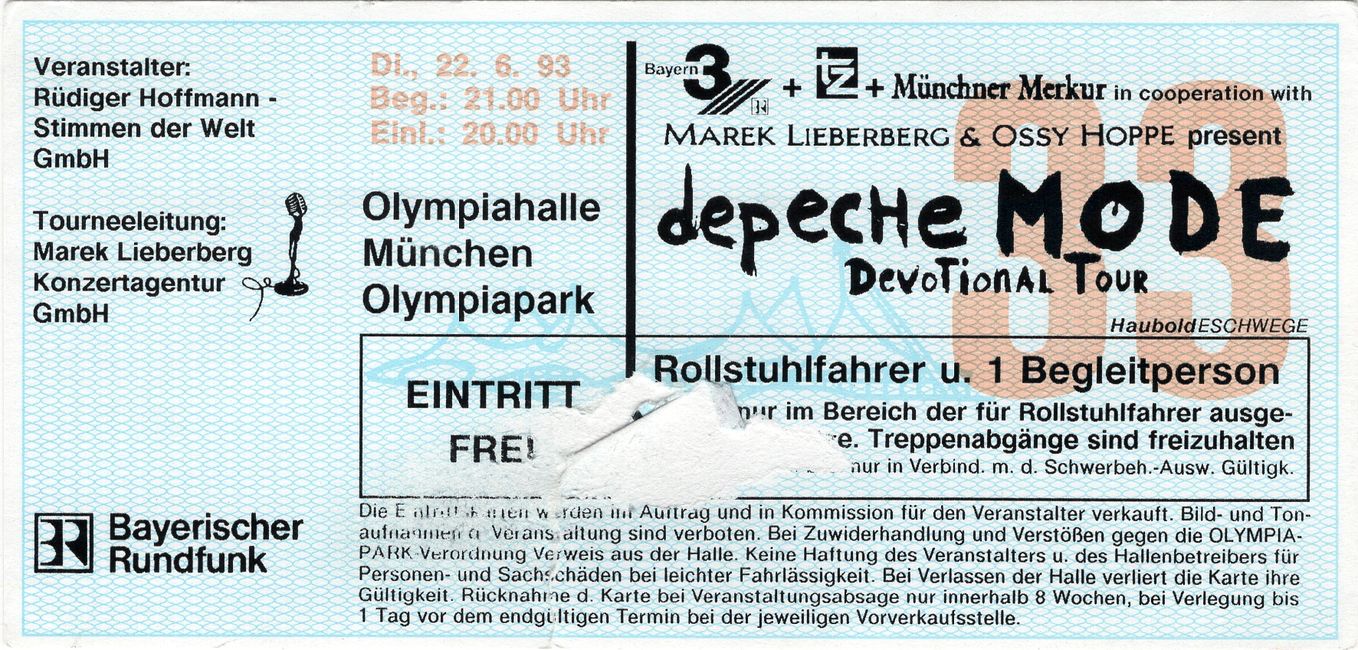 Veranstalter:
Rüdiger Hoffmann -
Stimmen der Welt
GmbH
Tourneeleitung:
Marek Lieberberg
Konzertagentur
GmbH
Bayerischer
Rundfunk
Di., 22. 6. 93
Beg.: 21.00 Uhr
Einl.: 20.00 Uhr
Olympiahalle
München
Olympiapark
Bayern 3 + tz + Münchner Merkur in cooperation with
MAREK LIEBERBERG & OSSY HOPPE present
depecHe MODE
DevoTionAL TouR
33
Haubold ESCHWEGE
EINTRITT
FREI
Rollstuhlfahrer u. 1 Begleitperson
nur im Bereich der für Rollstuhlfahrer ausge-
Treppenabgänge sind freizuhalten
nur in Verbind. m. d. Schwerbeh.-Ausw. Gültigk.
Die werden im Auftrag und in Kommission für den Veranstalter verkauft. Bild- und Ton-
aufnahmen d. Veranstaltung sind verboten. Bei Zuwiderhandlung und Verstößen gegen die OLYMPIA-
PARK-Verordnung Verweis aus der Halle. Keine Haftung des Veranstalters u. des Hallenbetreibers für
Personen- und Sachschäden bei leichter Fahrlässigkeit. Bei Verlassen der Halle verliert die Karte ihre
Gültigkeit. Rücknahme d. Karte bei Veranstaltungsabsage nur innerhalb 8 Wochen, bei Verlegung bis
1 Tag vor dem endgültigen Termin bei der jeweiligen Vorverkaufsstelle.